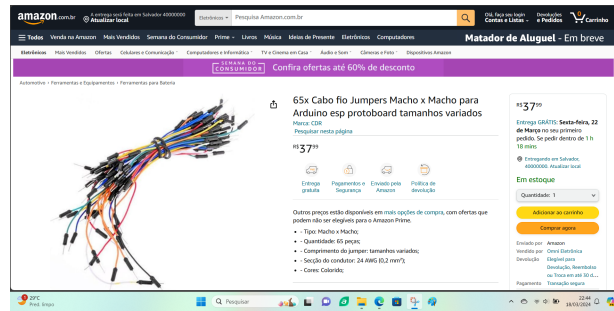 amazon.com.br
A entrega será feita em Salvador 40000000
Atualizar local
Eletrônicos
Pesquisa Amazon.com.br
Olá, faça seu login
Contas e Listas
Devoluções
e Pedidos
Carrinho
Todos Venda na Amazon Mais Vendidos Semana do Consumidor Prime Livros Música Ideias de Presente Eletrônicos Computadores
Matador de Aluguel - Em breve
Eletrônicos Mais Vendidos Ofertas Celulares e Comunicação Computadores e Informática TV e Cinema em Casa Áudio e Som Câmeras e Foto Dispositivos Amazon
SEMANA DO
CONSUMIDOR
Confira ofertas até 60% de desconto
Automotivo › Ferramentas e Equipamentos › Ferramentas para Bateria
65x Cabo fio Jumpers Macho x Macho para
Arduino esp protoboard tamanhos variados
Marca: CDR
Pesquisar nesta página
R$3799
Entrega
gratuita
Pagamentos e
Segurança
Enviado pela
Amazon
Política de
devolução
Outros preços estão disponíveis em mais opções de compra, com ofertas que
podem não ser elegíveis para o Amazon Prime.
- Tipo: Macho x Macho;
- Quantidade: 65 peças;
- Comprimento do jumper: tamanhos variados;
- Secção do contudor: 24 AWG (0,2 mm²);
- Cores: Colorido;
R$3799
Entrega GRÁTIS: Sexta-feira, 22
de Março no seu primeiro
pedido. Se pedir dentro de 1 h
18 mins
Entregando em Salvador.
40000000. Atualizar local
Em estoque
Quantidade: 1
Adicionar ao carrinho
Comprar agora
Enviado por Amazon
Vendido por Omni Eletrônica
Devolução Elegível para
Devolução, Reembolso
ou Troca em até 30 d...
Pagamento Transação segura
29°C
Pred. limpo
Pesquisar
22:44
18/03/2024